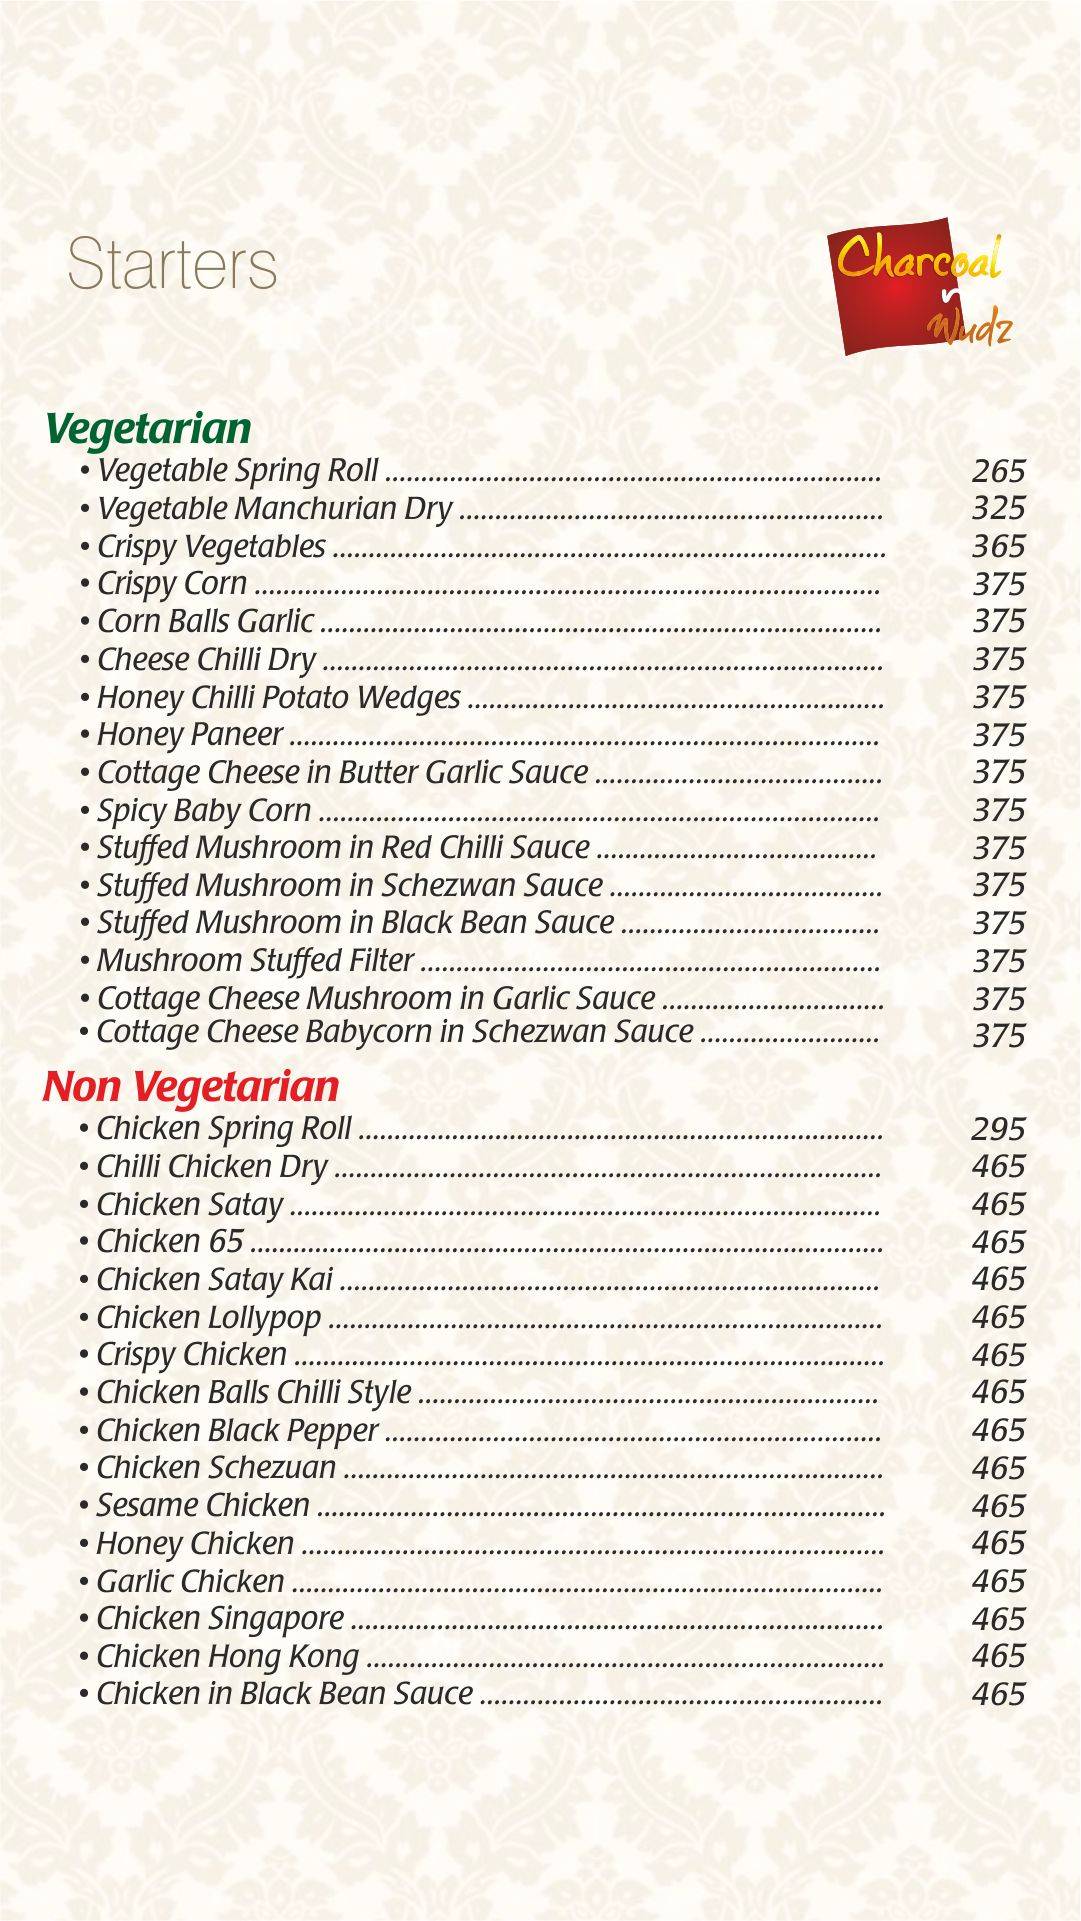 Starters
Charcoal
n
Wudz
Vegetarian
• Vegetable Spring Roll ..................................................................... 265
• Vegetable Manchurian Dry ........................................................... 325
• Crispy Vegetables ............................................................................. 365
• Crispy Corn ....................................................................................... 375
• Corn Balls Garlic .............................................................................. 375
• Cheese Chilli Dry .............................................................................. 375
• Honey Chilli Potato Wedges .......................................................... 375
• Honey Paneer .................................................................................. 375
• Cottage Cheese in Butter Garlic Sauce ........................................ 375
• Spicy Baby Corn .............................................................................. 375
• Stuffed Mushroom in Red Chilli Sauce ....................................... 375
• Stuffed Mushroom in Schezwan Sauce ...................................... 375
• Stuffed Mushroom in Black Bean Sauce .................................... 375
• Mushroom Stuffed Filter ................................................................ 375
• Cottage Cheese Mushroom in Garlic Sauce ............................... 375
• Cottage Cheese Babycorn in Schezwan Sauce ......................... 375
Non Vegetarian
• Chicken Spring Roll ......................................................................... 295
• Chilli Chicken Dry ............................................................................ 465
• Chicken Satay .................................................................................. 465
• Chicken 65 ........................................................................................ 465
• Chicken Satay Kai ........................................................................... 465
• Chicken Lollypop ............................................................................. 465
• Crispy Chicken .................................................................................. 465
• Chicken Balls Chilli Style ................................................................ 465
• Chicken Black Pepper ..................................................................... 465
• Chicken Schezuan ........................................................................... 465
• Sesame Chicken ............................................................................... 465
• Honey Chicken ................................................................................. 465
• Garlic Chicken .................................................................................. 465
• Chicken Singapore .......................................................................... 465
• Chicken Hong Kong ........................................................................ 465
• Chicken in Black Bean Sauce ........................................................ 465